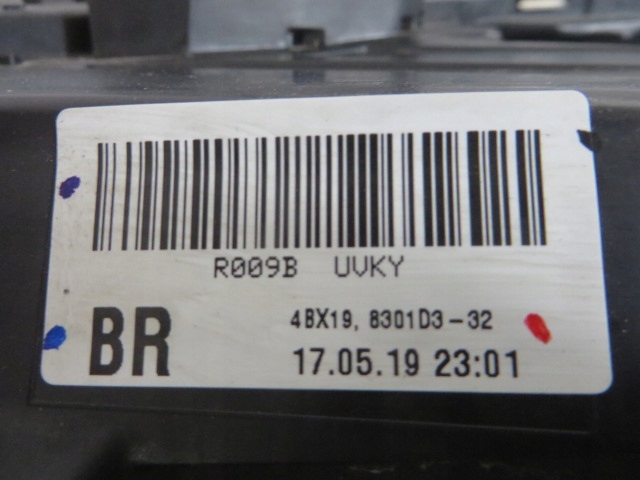 R009B UVKY
BR
4BX19, 8301D3-32
17.05.19 23:01